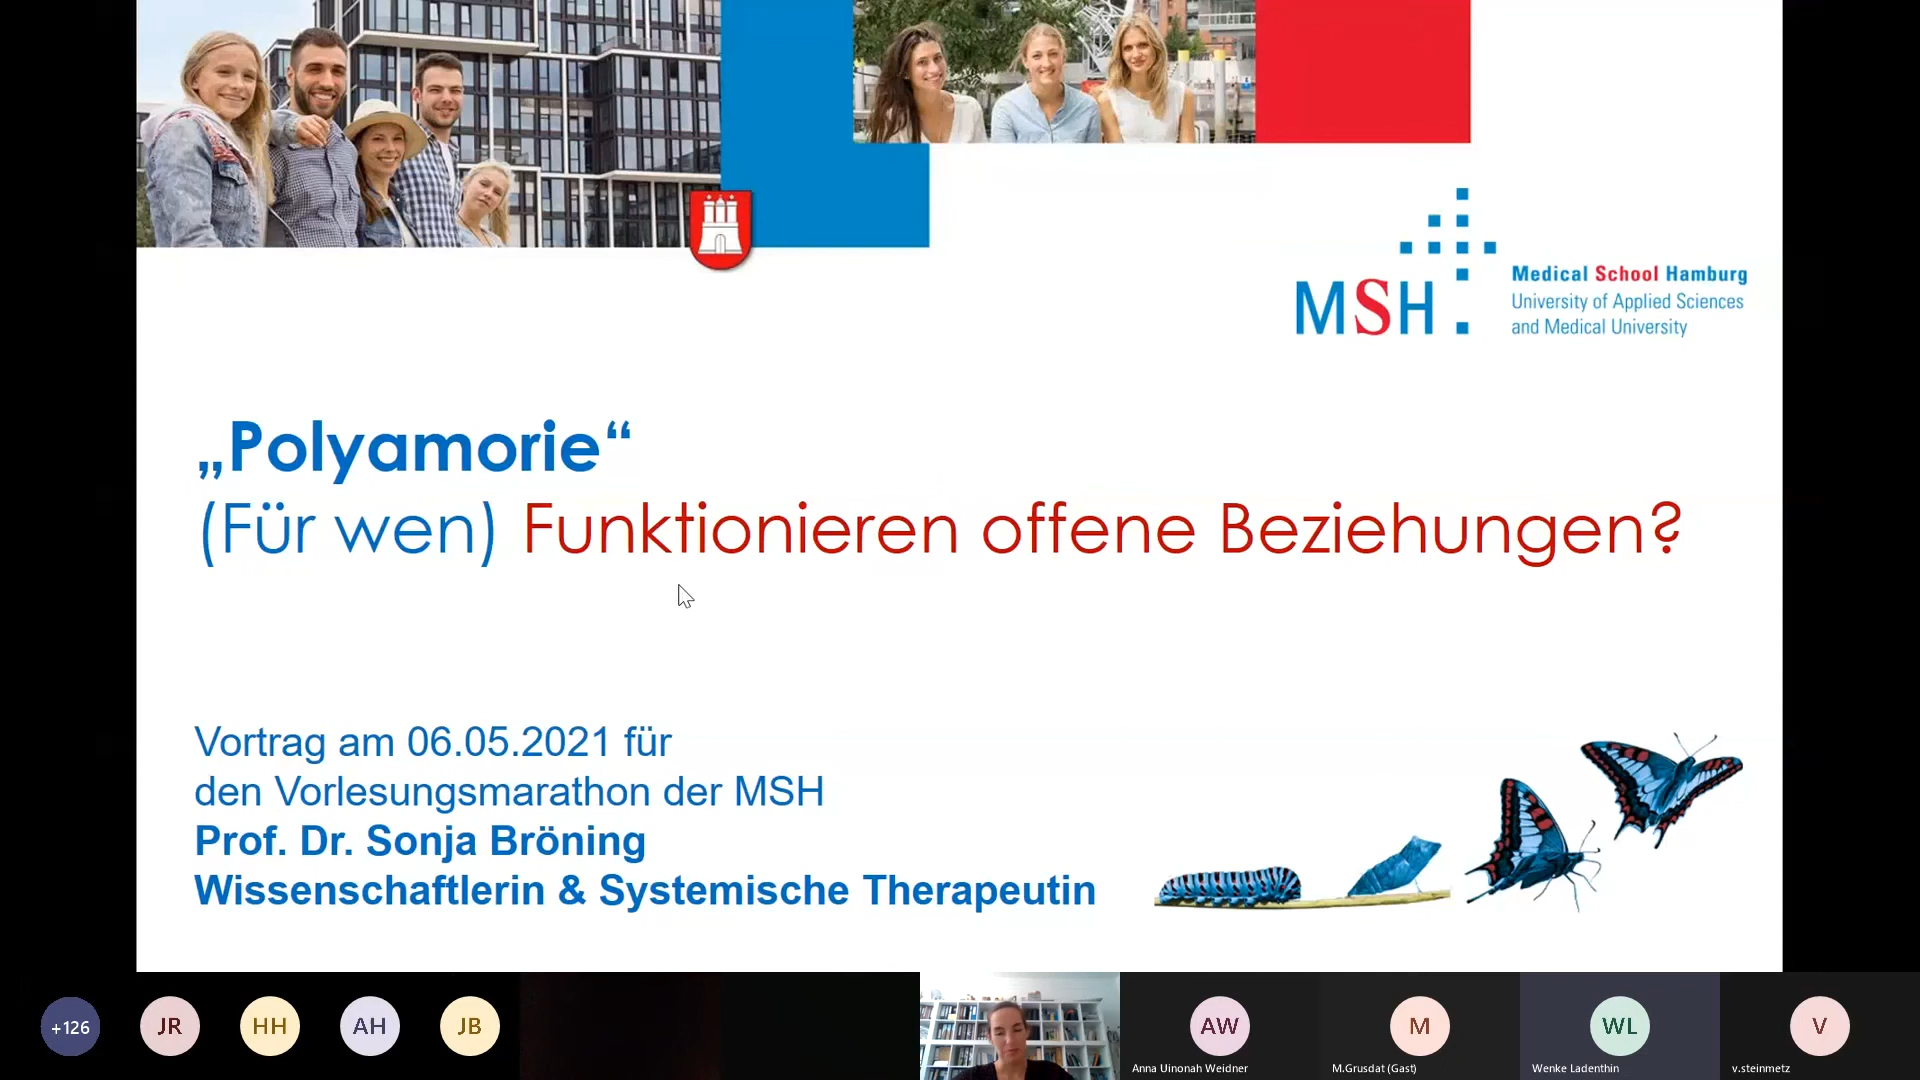 MSH
Medical School Hamburg
University of Applied Sciences
and Medical University
„Polyamorie“
(Für wen) Funktionieren offene Beziehungen?
Vortrag am 06.05.2021 für
den Vorlesungsmarathon der MSH
Prof. Dr. Sonja Bröning
Wissenschaftlerin & Systemische Therapeutin
+126
JR
HH
AH
JB
AW
Anna Uinonah Weidner
M
M.Grusdat (Gast)
WL
Wenke Ladenthin
V
v.steinmetz